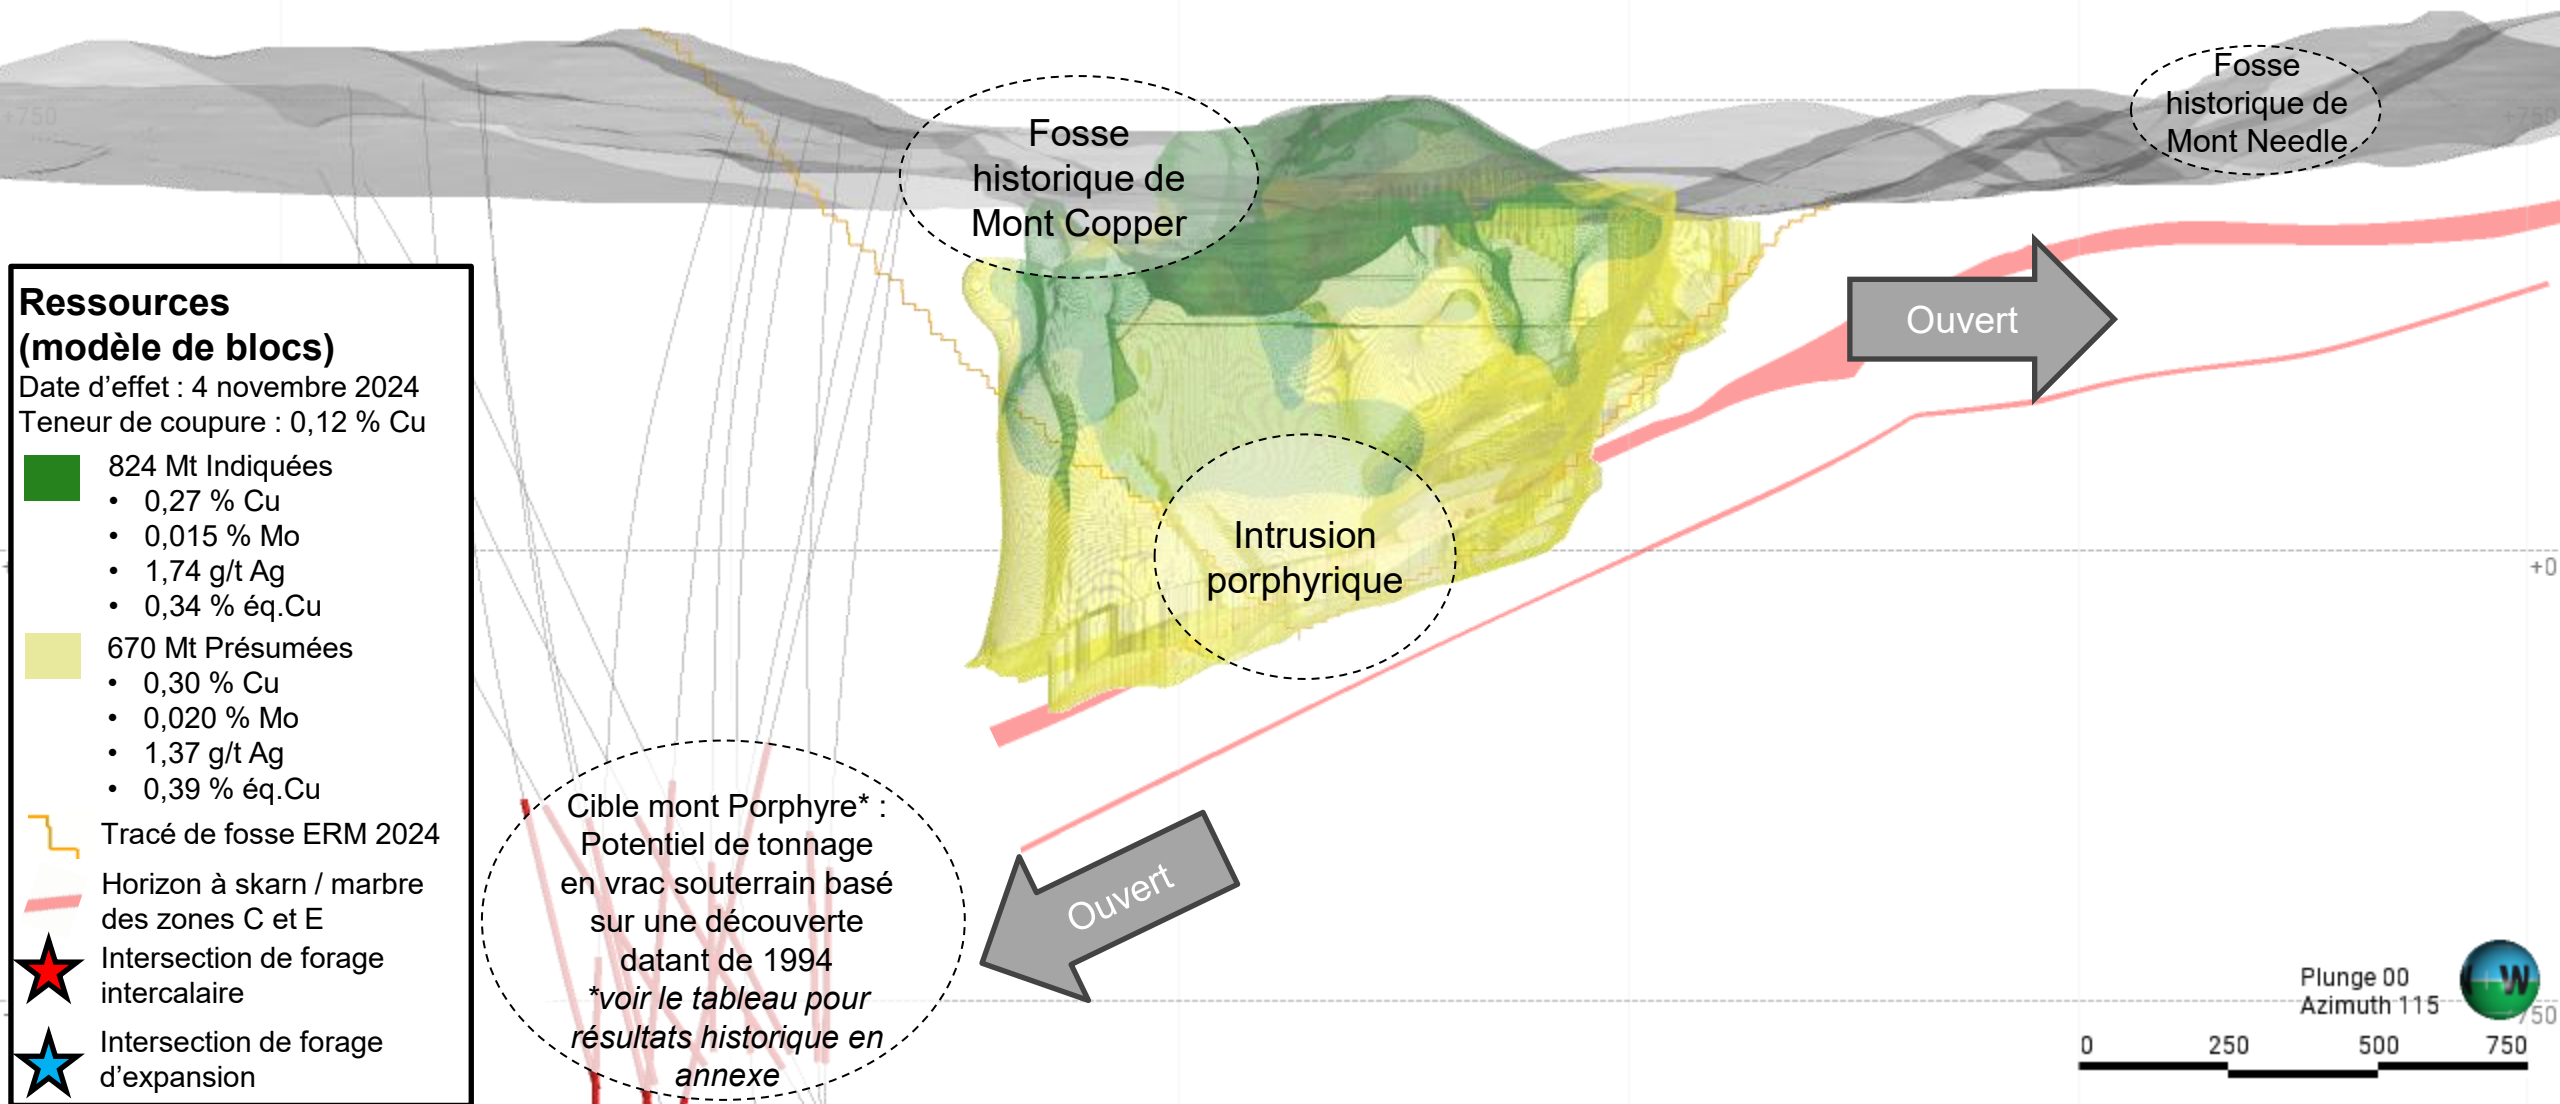 +750
Fosse
historique de
Mont Copper
Fosse
historique de
Mont Needle
+750
Ouvert
Ressources
(modèle de blocs)
Date d’effet : 4 novembre 2024
Teneur de coupure : 0,12 % Cu
824 Mt Indiquées
• 0,27 % Cu
• 0,015 % Mo
• 1,74 g/t Ag
• 0,34 % éq.Cu
670 Mt Présumées
• 0,30 % Cu
• 0,020 % Mo
• 1,37 g/t Ag
• 0,39 % éq.Cu
Tracé de fosse ERM 2024
Horizon à skarn / marbre
des zones C et E
Intersection de forage
intercalaire
Intersection de forage
d’expansion
Intrusion
porphyrique
+0
Cible mont Porphyre* :
Potentiel de tonnage
en vrac souterrain basé
sur une découverte
datant de 1994
*voir le tableau pour
résultats historique en
annexe
Ouvert
Plunge 00
Azimuth 115
W
750
0 250 500 750